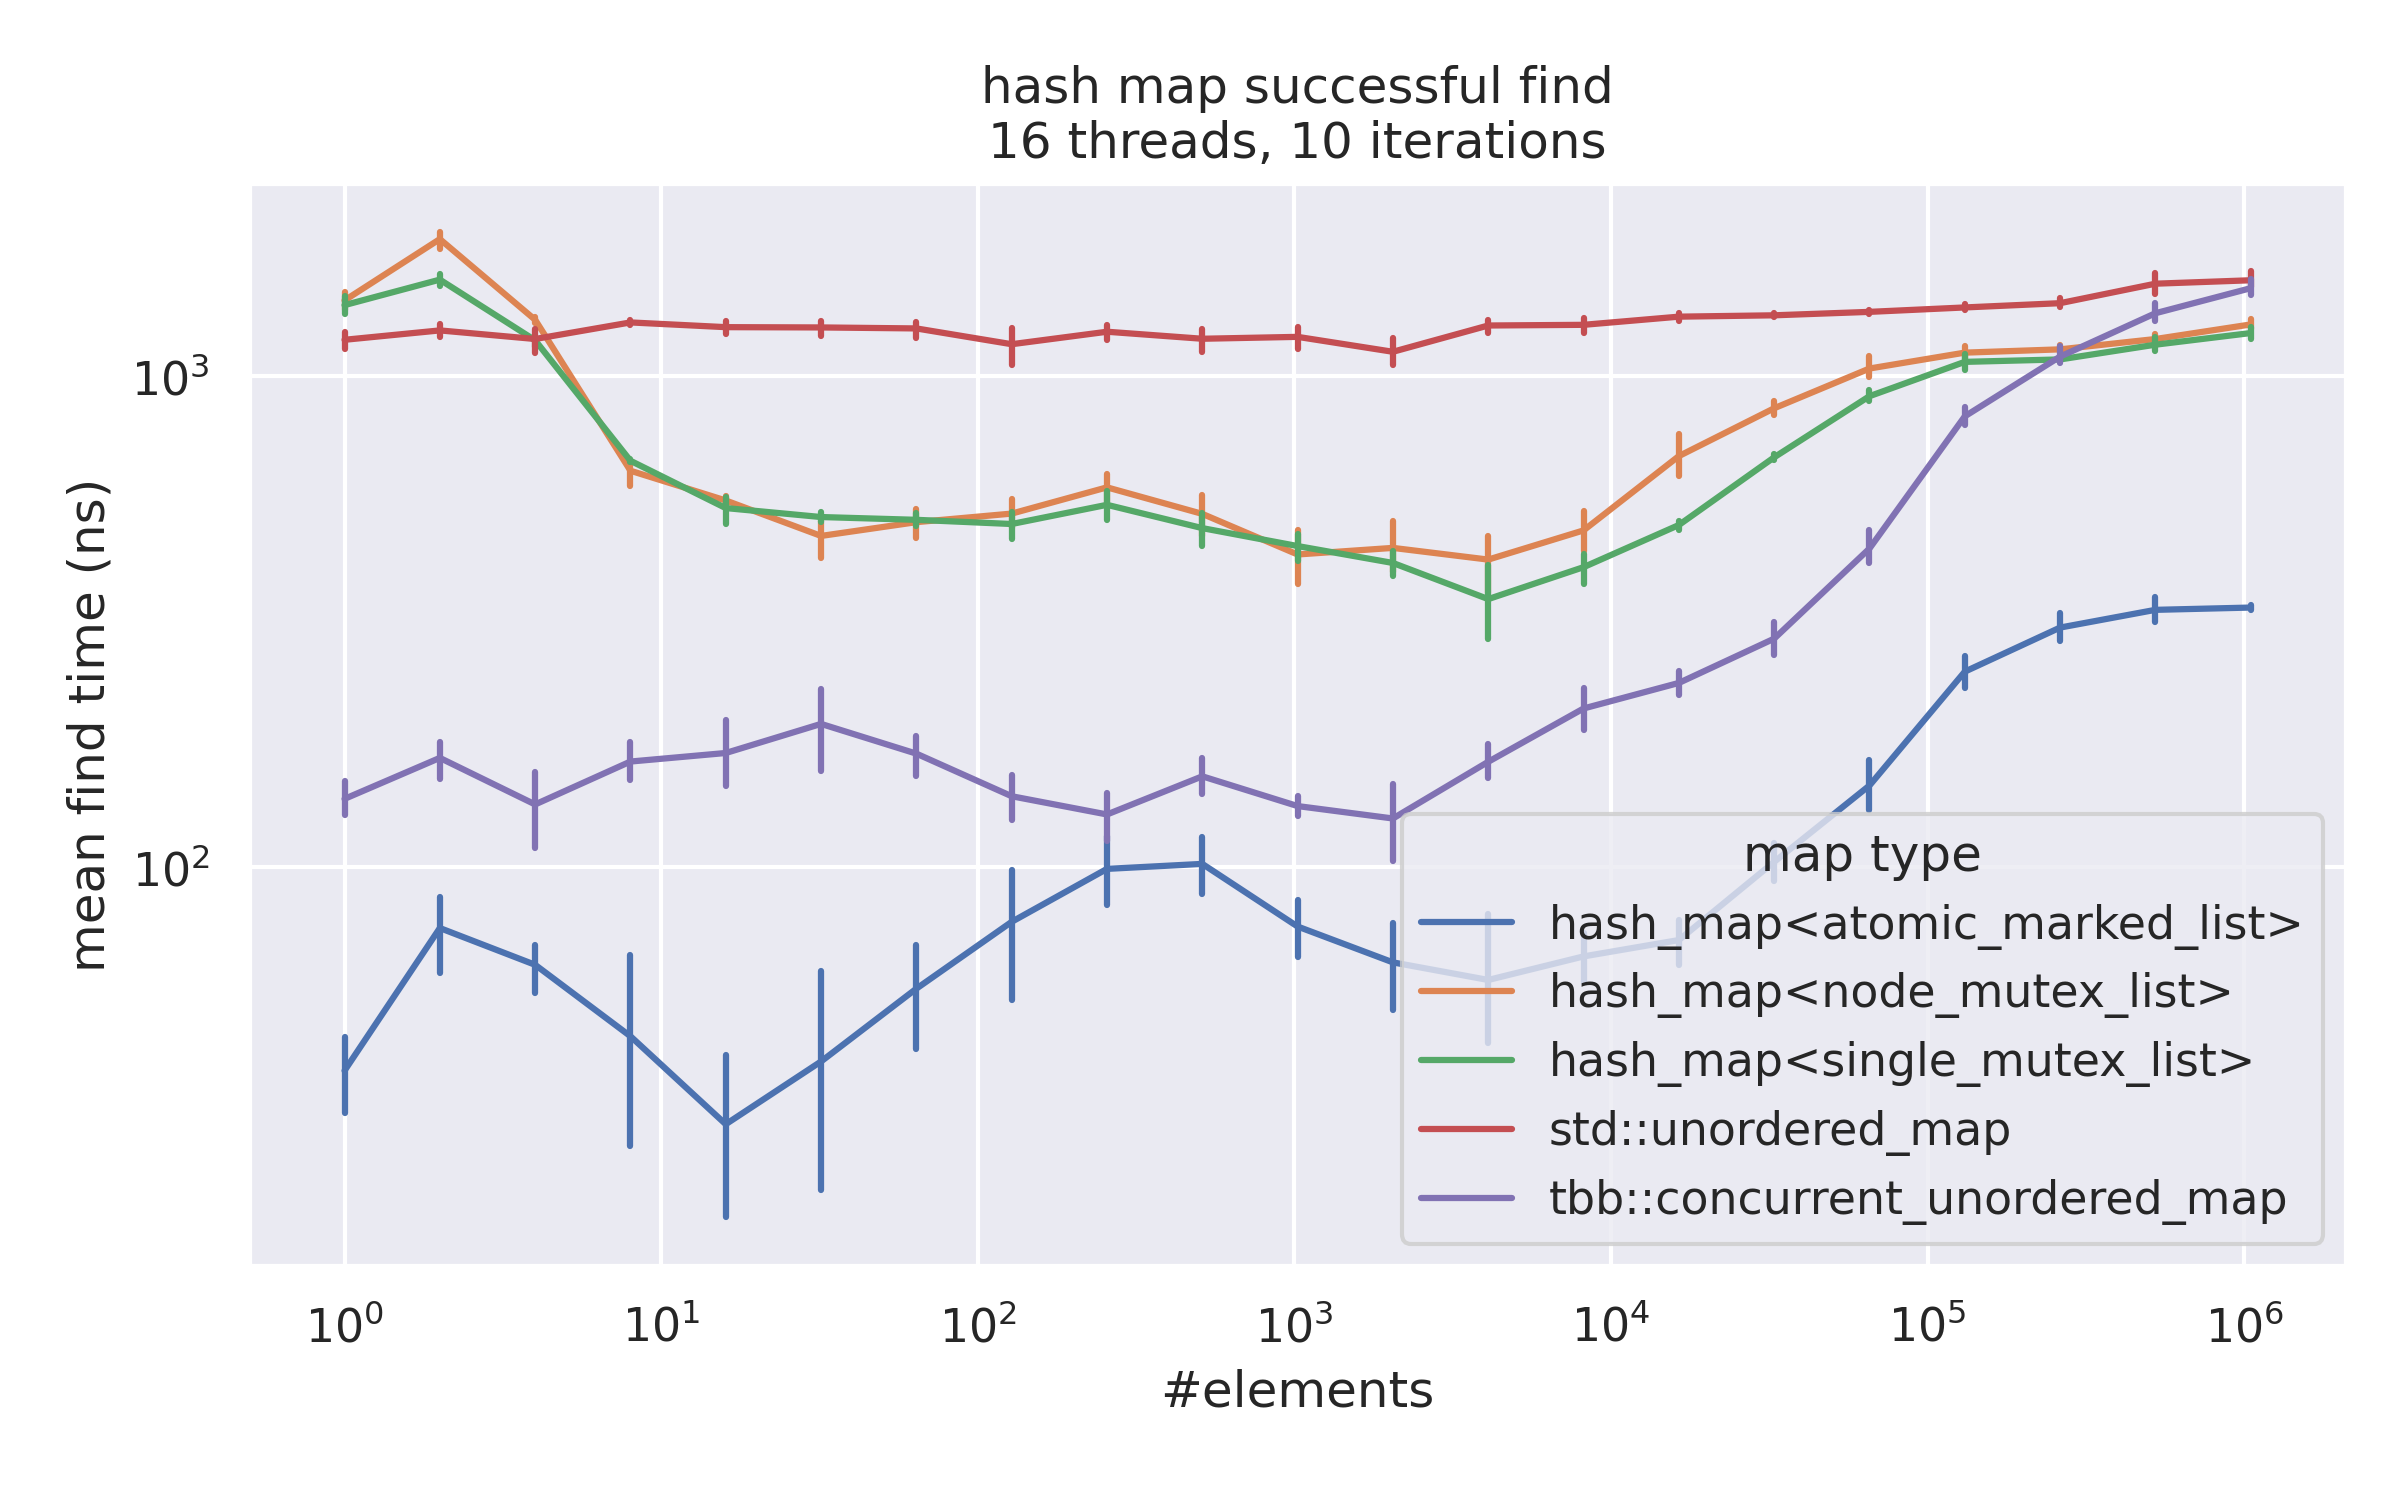 hash map successful find
16 threads, 10 iterations
mean find time (ns)
10³
10²
map type
hash_map<atomic_marked_list>
hash_map<node_mutex_list>
hash_map<single_mutex_list>
std::unordered_map
tbb::concurrent_unordered_map
10⁰ 10¹ 10² 10³ 10⁴ 10⁵ 10⁶
#elements